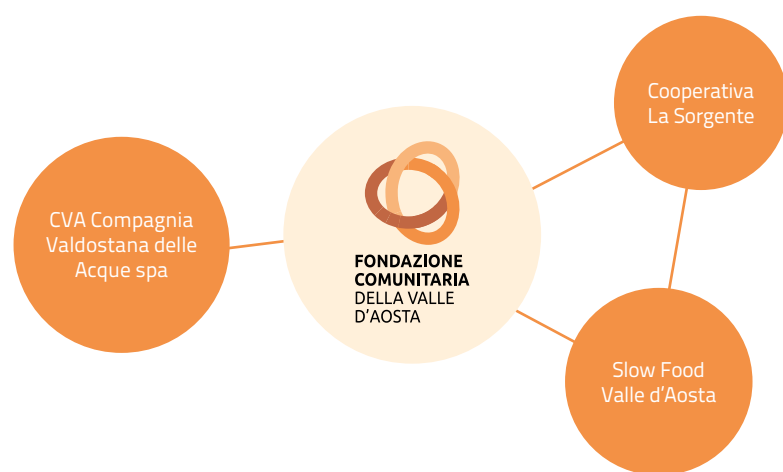 CVA Compagnia
Valdostana delle
Acque spa
FONDAZIONE
COMUNITARIA
DELLA VALLE
D'AOSTA
Cooperativa
La Sorgente
Slow Food
Valle d'Aosta